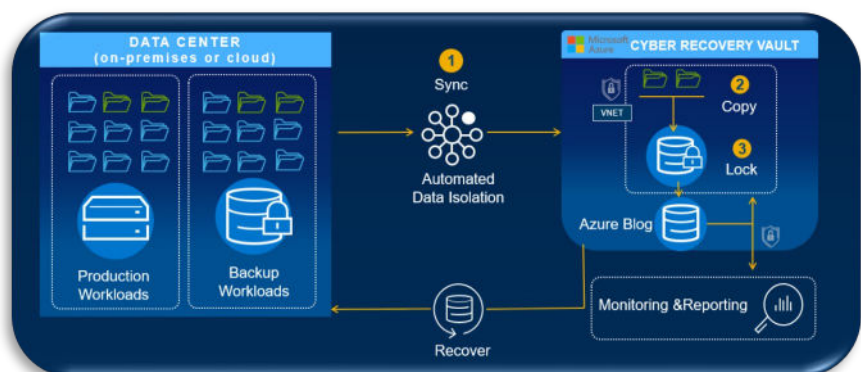 DATA CENTER
(on-premises or cloud)
Production
Workloads
Backup
Workloads
1
Sync
Automated
Data Isolation
Microsoft
Azure
CYBER RECOVERY VAULT
VNET
2
Copy
3
Lock
Azure Blog
Monitoring &Reporting
Recover